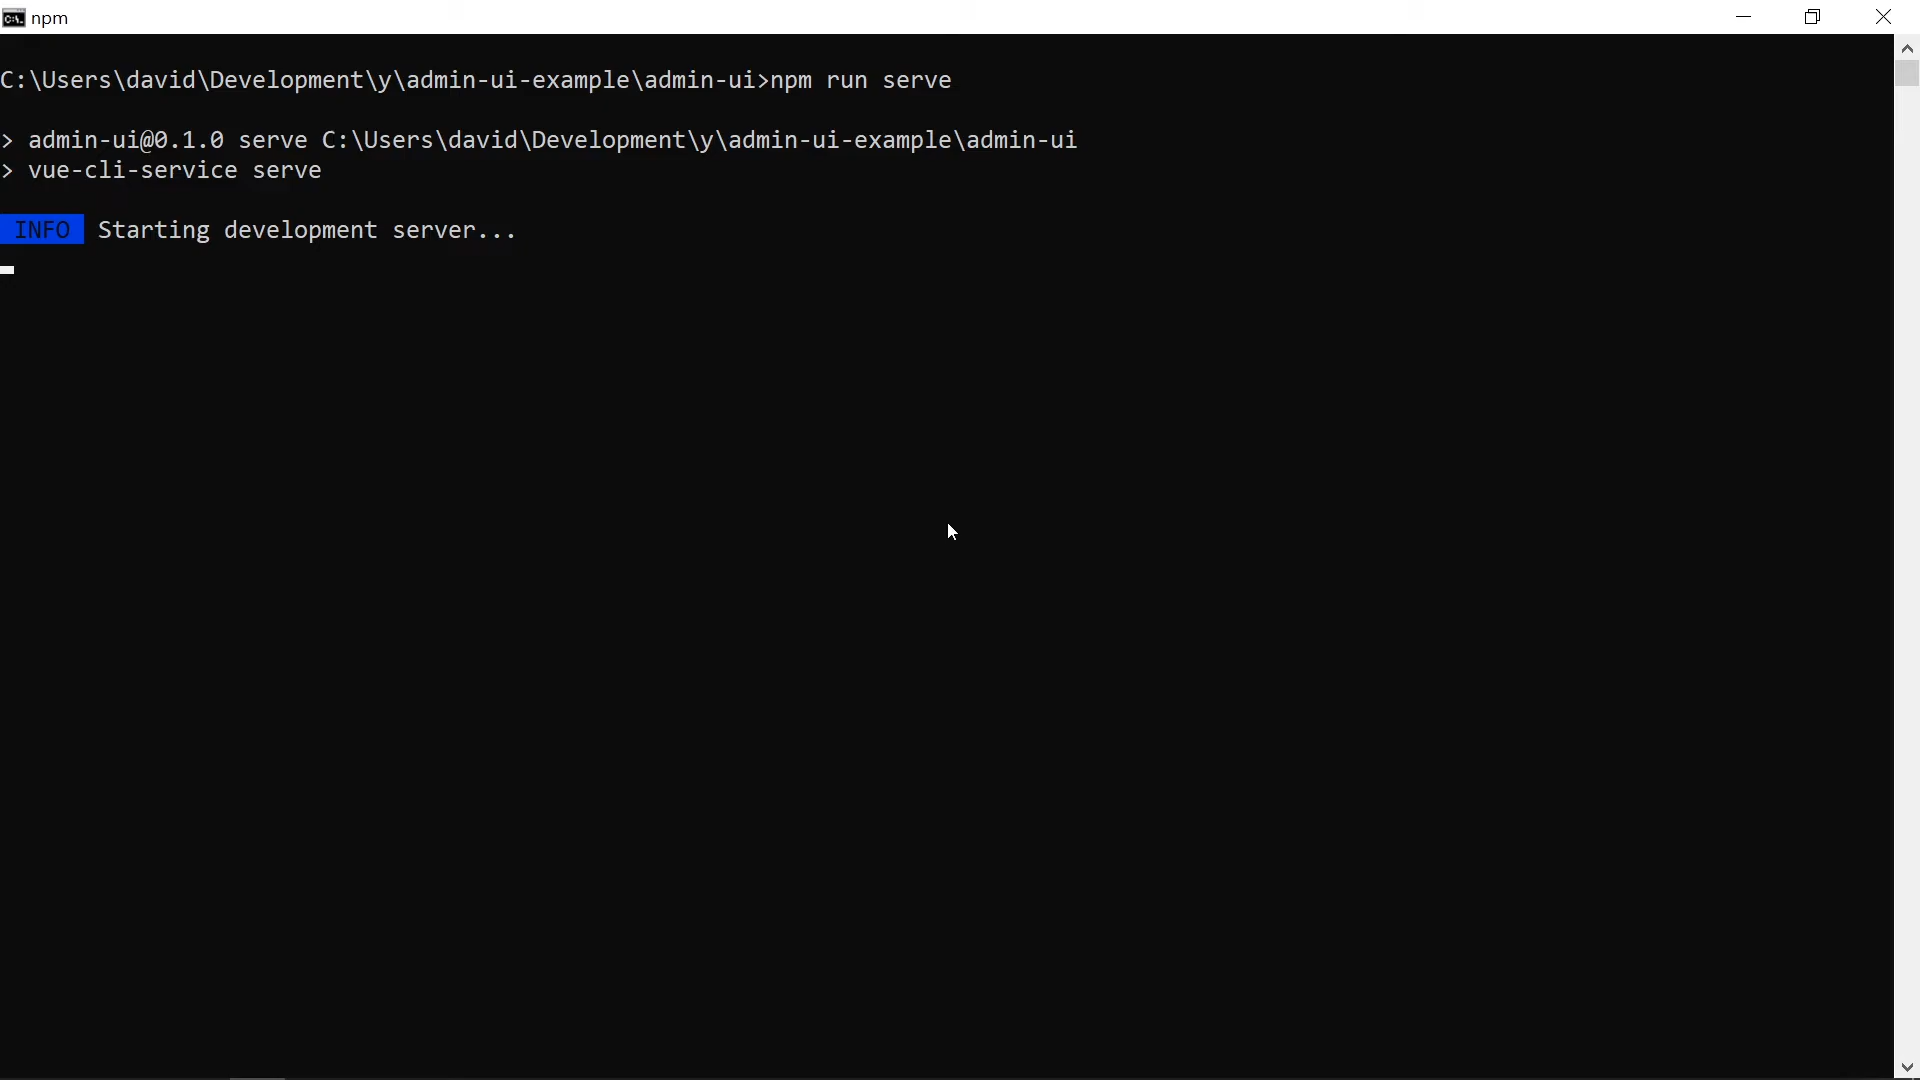 npm
C:\Users\david\Development\y\admin-ui-example\admin-ui>npm run serve
> admin-ui@0.1.0 serve C:\Users\david\Development\y\admin-ui-example\admin-ui
> vue-cli-service serve
INFO Starting development server...